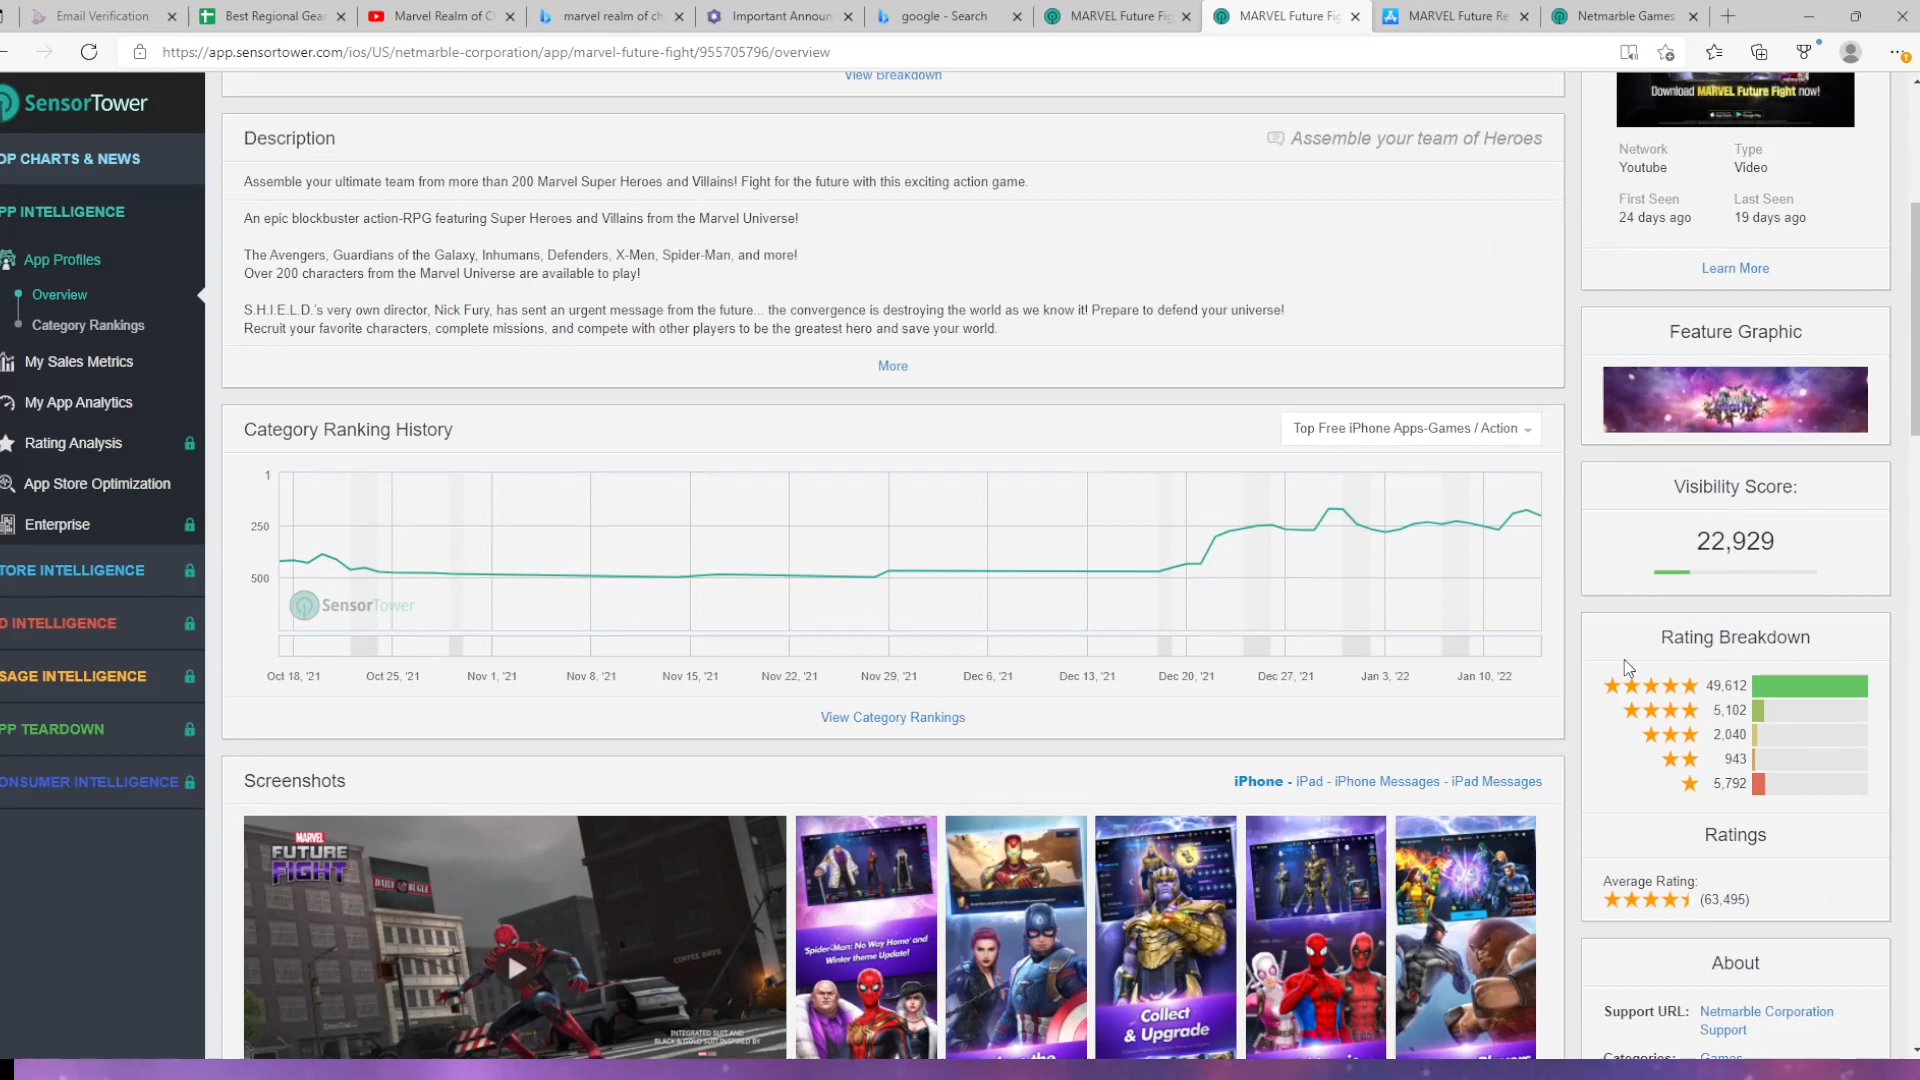 Email Verification
Best Regional Gear
Marvel Realm of C
marvel realm of ch
Important Announ
google - Search
MARVEL Future Fig
MARVEL Future Fig
MARVEL Future Re
Netmarble Games
https://app.sensortower.com/ios/US/netmarble-corporation/app/marvel-future-fight/955705796/overview
SensorTower
OP CHARTS & NEWS
PP INTELLIGENCE
App Profiles
Overview
Category Rankings
My Sales Metrics
My App Analytics
Rating Analysis
App Store Optimization
Enterprise
TORE INTELLIGENCE
D INTELLIGENCE
SAGE INTELLIGENCE
PP TEARDOWN
ONSUMER INTELLIGENCE
View Breakdown
Description
Assemble your team of Heroes
Assemble your ultimate team from more than 200 Marvel Super Heroes and Villains! Fight for the future with this exciting action game.
An epic blockbuster action-RPG featuring Super Heroes and Villains from the Marvel Universe!
The Avengers, Guardians of the Galaxy, Inhumans, Defenders, X-Men, Spider-Man, and more!
Over 200 characters from the Marvel Universe are available to play!
S.H.I.E.L.D.'s very own director, Nick Fury, has sent an urgent message from the future... the convergence is destroying the world as we know it! Prepare to defend your universe!
Recruit your favorite characters, complete missions, and compete with other players to be the greatest hero and save your world.
More
Category Ranking History
Top Free iPhone Apps-Games / Action
1
250
500
SensorTower
Oct 18, '21
Oct 25, '21
Nov 1, '21
Nov 8, '21
Nov 15, '21
Nov 22, '21
Nov 29, '21
Dec 6, '21
Dec 13, '21
Dec 20, '21
Dec 27, '21
Jan 3, '22
Jan 10, '22
View Category Rankings
Screenshots
iPhone - iPad - iPhone Messages - iPad Messages
MARVEL
FUTURE
FIGHT
DAILY BUGLE
COFFEE DAYS
INTEGRATED SUIT AND
BLACK & GOLD SUIT INSPIRED BY
'Spider-Man: No Way Home' and
Winter theme Update!
Collect
& Upgrade
Download MARVEL Future Fight now!
Network
Youtube
Type
Video
First Seen
24 days ago
Last Seen
19 days ago
Learn More
Feature Graphic
Visibility Score:
22,929
Rating Breakdown
49,612
5,102
2,040
943
5,792
Ratings
Average Rating:
(63,495)
About
Support URL:
Netmarble Corporation
Support
Categories:
Games